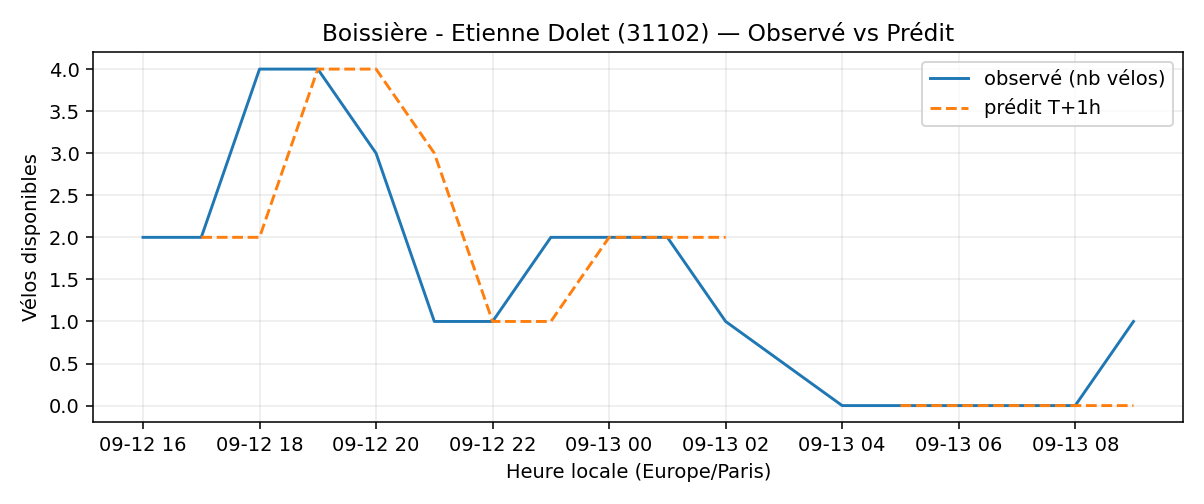 Boissière - Etienne Dolet (31102) — Observé vs Prédit
observé (nb vélos)
prédit T+1h
Vélos disponibles
4.0
3.5
3.0
2.5
2.0
1.5
1.0
0.5
0.0
09-12 16 09-12 18 09-12 20 09-12 22 09-13 00 09-13 02 09-13 04 09-13 06 09-13 08
Heure locale (Europe/Paris)